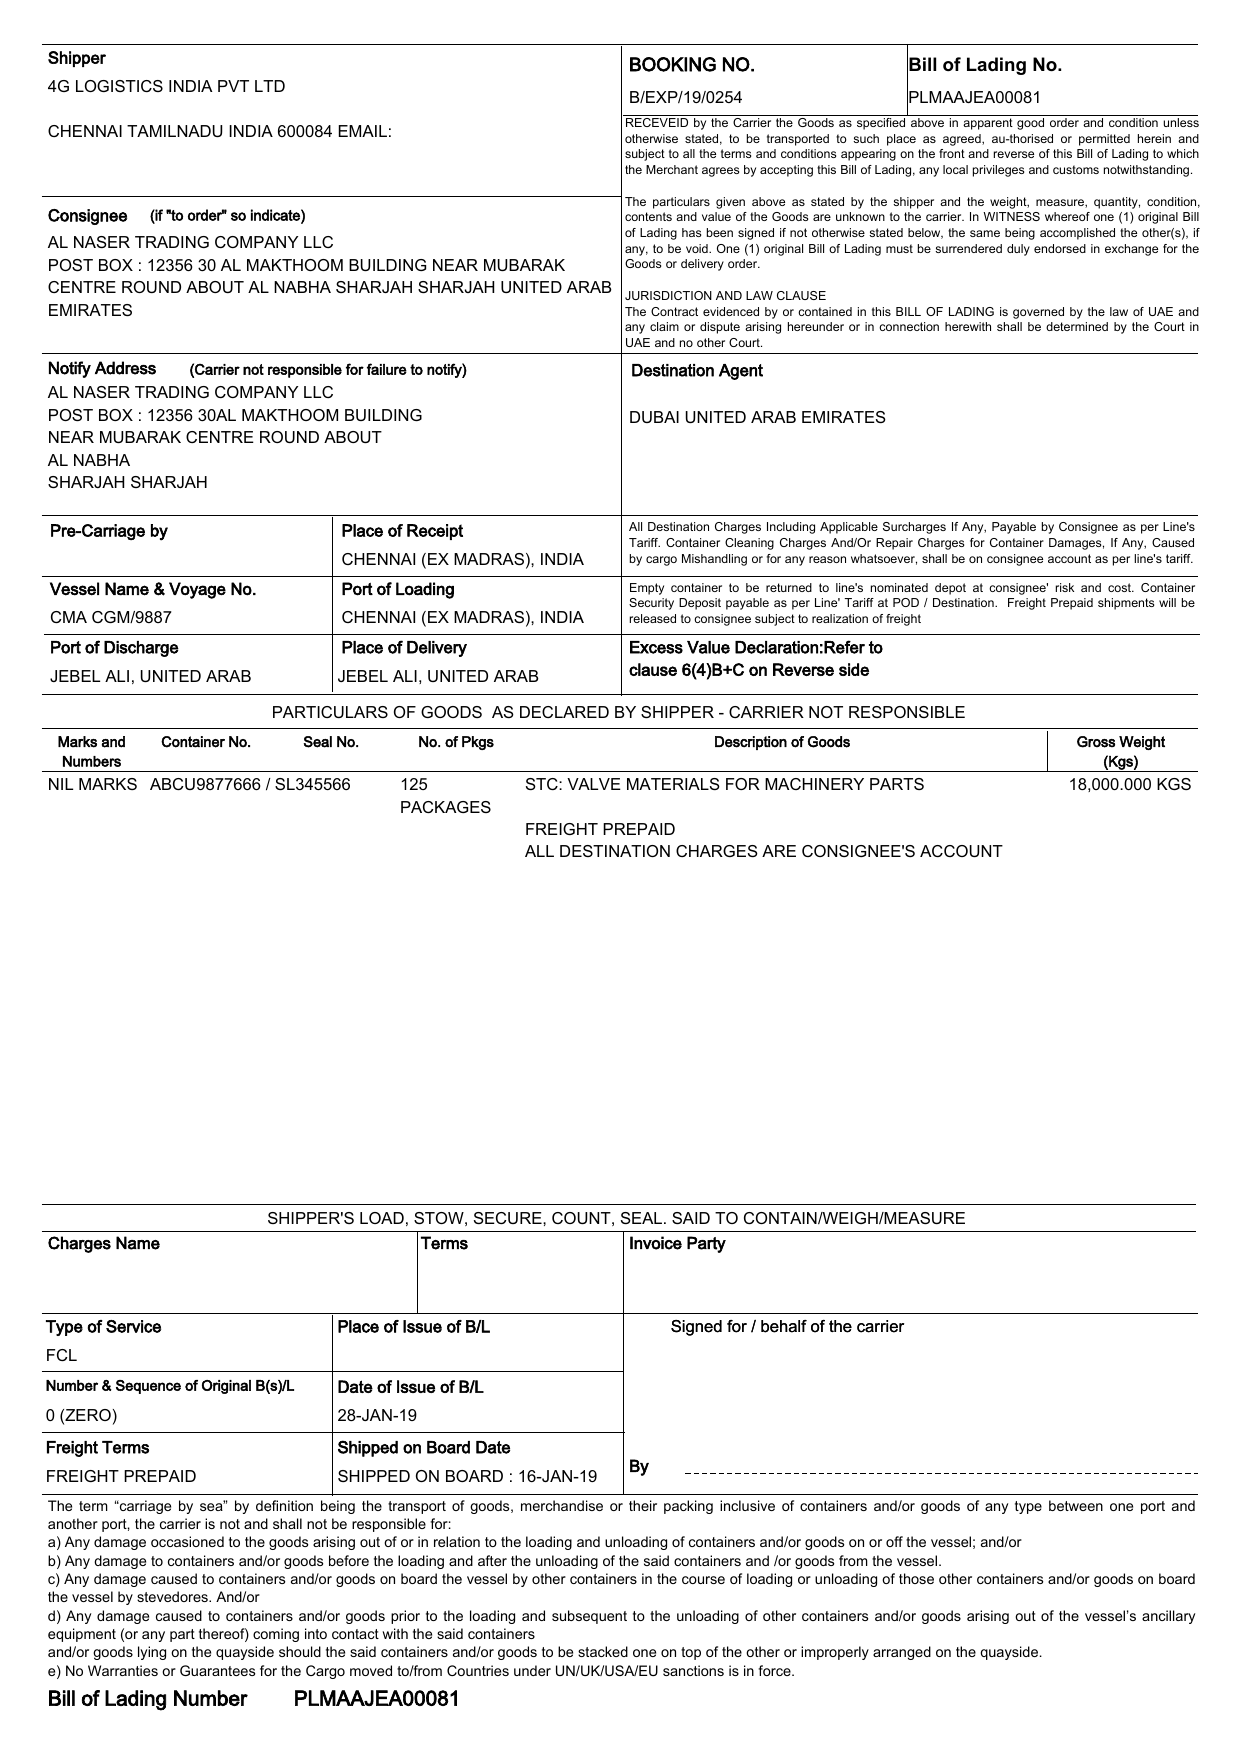 Shipper
4G LOGISTICS INDIA PVT LTD
CHENNAI TAMILNADU INDIA 600084 EMAIL:
BOOKING NO.
B/EXP/19/0254
Bill of Lading No.
PLMAAJEA00081
RECEVEID by the Carrier the Goods as specified above in apparent good order and condition unless
otherwise stated, to be transported to such place as agreed, au-thorised or permitted herein and
subject to all the terms and conditions appearing on the front and reverse of this Bill of Lading to which
the Merchant agrees by accepting this Bill of Lading, any local privileges and customs notwithstanding.
The particulars given above as stated by the shipper and the weight, measure, quantity, condition,
contents and value of the Goods are unknown to the carrier. In WITNESS whereof one (1) original Bill
of Lading has been signed if not otherwise stated below, the same being accomplished the other(s), if
any, to be void. One (1) original Bill of Lading must be surrendered duly endorsed in exchange for the
Goods or delivery order.
JURISDICTION AND LAW CLAUSE
The Contract evidenced by or contained in this BILL OF LADING is governed by the law of UAE and
any claim or dispute arising hereunder or in connection herewith shall be determined by the Court in
UAE and no other Court.
Consignee (if "to order" so indicate)
AL NASER TRADING COMPANY LLC
POST BOX : 12356 30 AL MAKTHOOM BUILDING NEAR MUBARAK
CENTRE ROUND ABOUT AL NABHA SHARJAH SHARJAH UNITED ARAB
EMIRATES
Notify Address (Carrier not responsible for failure to notify)
AL NASER TRADING COMPANY LLC
POST BOX : 12356 30AL MAKTHOOM BUILDING
NEAR MUBARAK CENTRE ROUND ABOUT
AL NABHA
SHARJAH SHARJAH
Destination Agent
DUBAI UNITED ARAB EMIRATES
Pre-Carriage by
Place of Receipt
CHENNAI (EX MADRAS), INDIA
All Destination Charges Including Applicable Surcharges If Any, Payable by Consignee as per Line's
Tariff. Container Cleaning Charges And/Or Repair Charges for Container Damages, If Any, Caused
by cargo Mishandling or for any reason whatsoever, shall be on consignee account as per line's tariff.
Vessel Name & Voyage No.
CMA CGM/9887
Port of Loading
CHENNAI (EX MADRAS), INDIA
Empty container to be returned to line's nominated depot at consignee' risk and cost. Container
Security Deposit payable as per Line' Tariff at POD / Destination. Freight Prepaid shipments will be
released to consignee subject to realization of freight
Port of Discharge
JEBEL ALI, UNITED ARAB
Place of Delivery
JEBEL ALI, UNITED ARAB
Excess Value Declaration:Refer to
clause 6(4)B+C on Reverse side
PARTICULARS OF GOODS AS DECLARED BY SHIPPER - CARRIER NOT RESPONSIBLE
Marks and Container No. Seal No. No. of Pkgs Description of Goods Gross Weight
Numbers (Kgs)
NIL MARKS ABCU9877666 / SL345566 125 STC: VALVE MATERIALS FOR MACHINERY PARTS 18,000.000 KGS
PACKAGES
FREIGHT PREPAID
ALL DESTINATION CHARGES ARE CONSIGNEE'S ACCOUNT
SHIPPER'S LOAD, STOW, SECURE, COUNT, SEAL. SAID TO CONTAIN/WEIGH/MEASURE
Charges Name Terms Invoice Party
Type of Service
FCL
Place of Issue of B/L
Signed for / behalf of the carrier
Number & Sequence of Original B(s)/L
0 (ZERO)
Date of Issue of B/L
28-JAN-19
Freight Terms
FREIGHT PREPAID
Shipped on Board Date
SHIPPED ON BOARD : 16-JAN-19
By
The term “carriage by sea” by definition being the transport of goods, merchandise or their packing inclusive of containers and/or goods of any type between one port and
another port, the carrier is not and shall not be responsible for:
a) Any damage occasioned to the goods arising out of or in relation to the loading and unloading of containers and/or goods on or off the vessel; and/or
b) Any damage to containers and/or goods before the loading and after the unloading of the said containers and /or goods from the vessel.
c) Any damage caused to containers and/or goods on board the vessel by other containers in the course of loading or unloading of those other containers and/or goods on board
the vessel by stevedores. And/or
d) Any damage caused to containers and/or goods prior to the loading and subsequent to the unloading of other containers and/or goods arising out of the vessel’s ancillary
equipment (or any part thereof) coming into contact with the said containers
and/or goods lying on the quayside should the said containers and/or goods to be stacked one on top of the other or improperly arranged on the quayside.
e) No Warranties or Guarantees for the Cargo moved to/from Countries under UN/UK/USA/EU sanctions is in force.
Bill of Lading Number PLMAAJEA00081